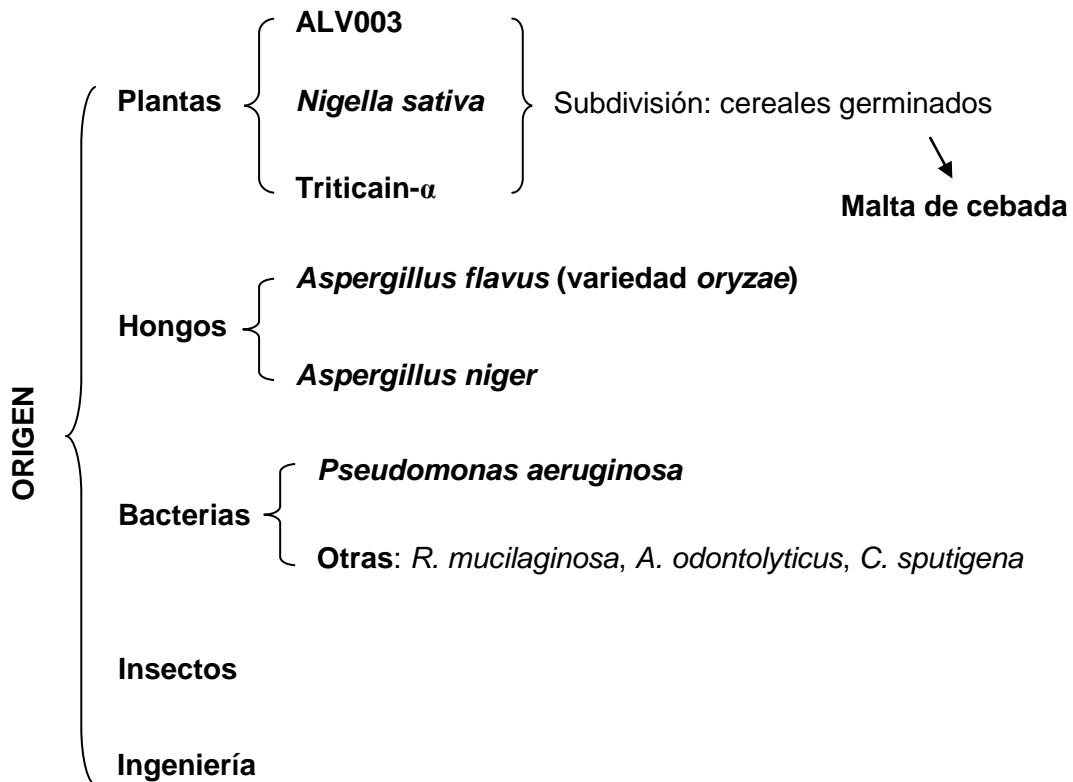 ORIGEN
Plantas
ALV003
Nigella sativa
Triticain-α
Subdivisión: cereales germinados
Malta de cebada
Hongos
Aspergillus flavus (variedad oryzae)
Aspergillus niger
Bacterias
Pseudomonas aeruginosa
Otras: R. mucilaginosa, A. odontolyticus, C. sputigena
Insectos
Ingeniería